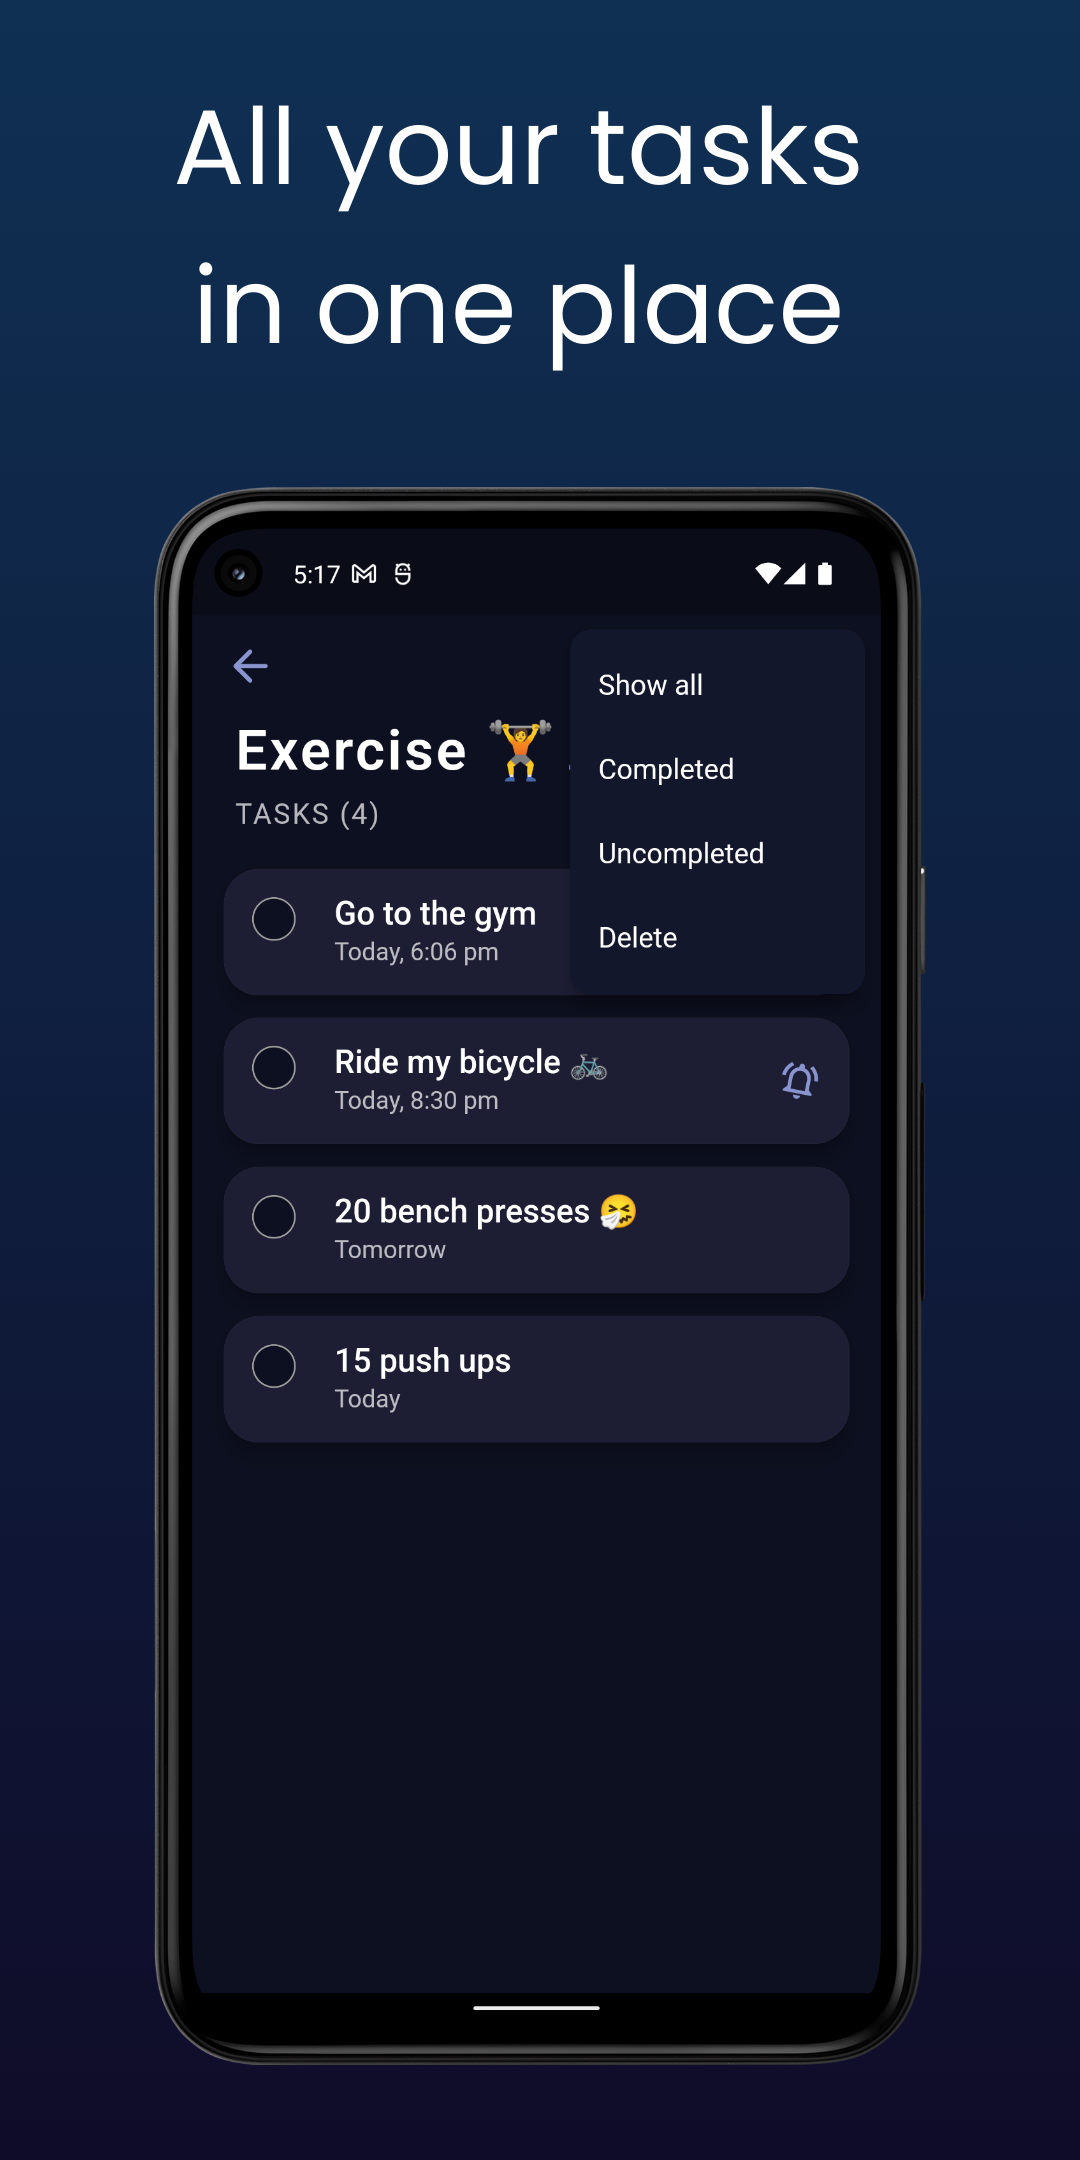 All your tasks
in one place
5:17
Show all
Exercise 🏋
Completed
TASKS (4)
Uncompleted
Go to the gym
Today, 6:06 pm
Delete
Ride my bicycle 🚲
Today, 8:30 pm
20 bench presses 🤧
Tomorrow
15 push ups
Today